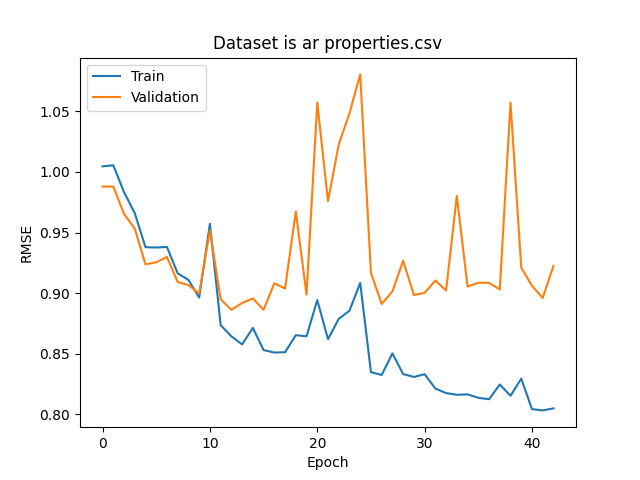 Dataset is ar properties.csv
Train
Validation
RMSE
1.05
1.00
0.95
0.90
0.85
0.80
0
10
20
30
40
Epoch